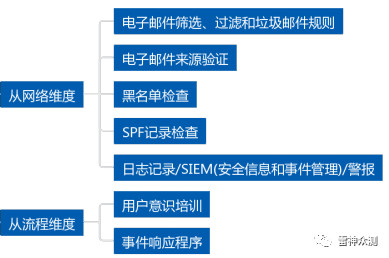 从网络维度
电子邮件筛选、过滤和垃圾邮件规则
电子邮件来源验证
黑名单检查
SPF记录检查
日志记录/SIEM(安全信息和事件管理)/警报
从流程维度
用户意识培训
事件响应程序
雷神众测